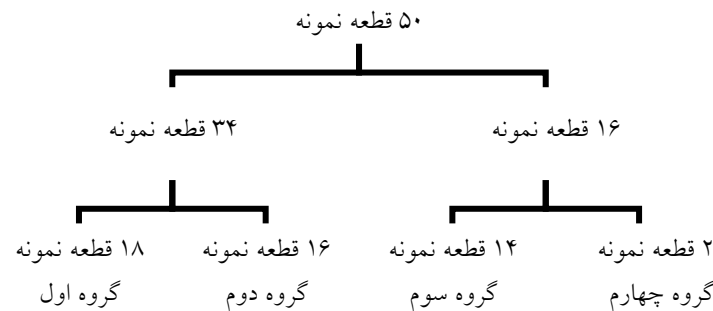 ۵۰ قطعه نمونه
۱۶ قطعه نمونه
۳۴ قطعه نمونه
۲ قطعه نمونه
گروه چهارم
۱۴ قطعه نمونه
گروه سوم
۱۶ قطعه نمونه
گروه دوم
۱۸ قطعه نمونه
گروه اول